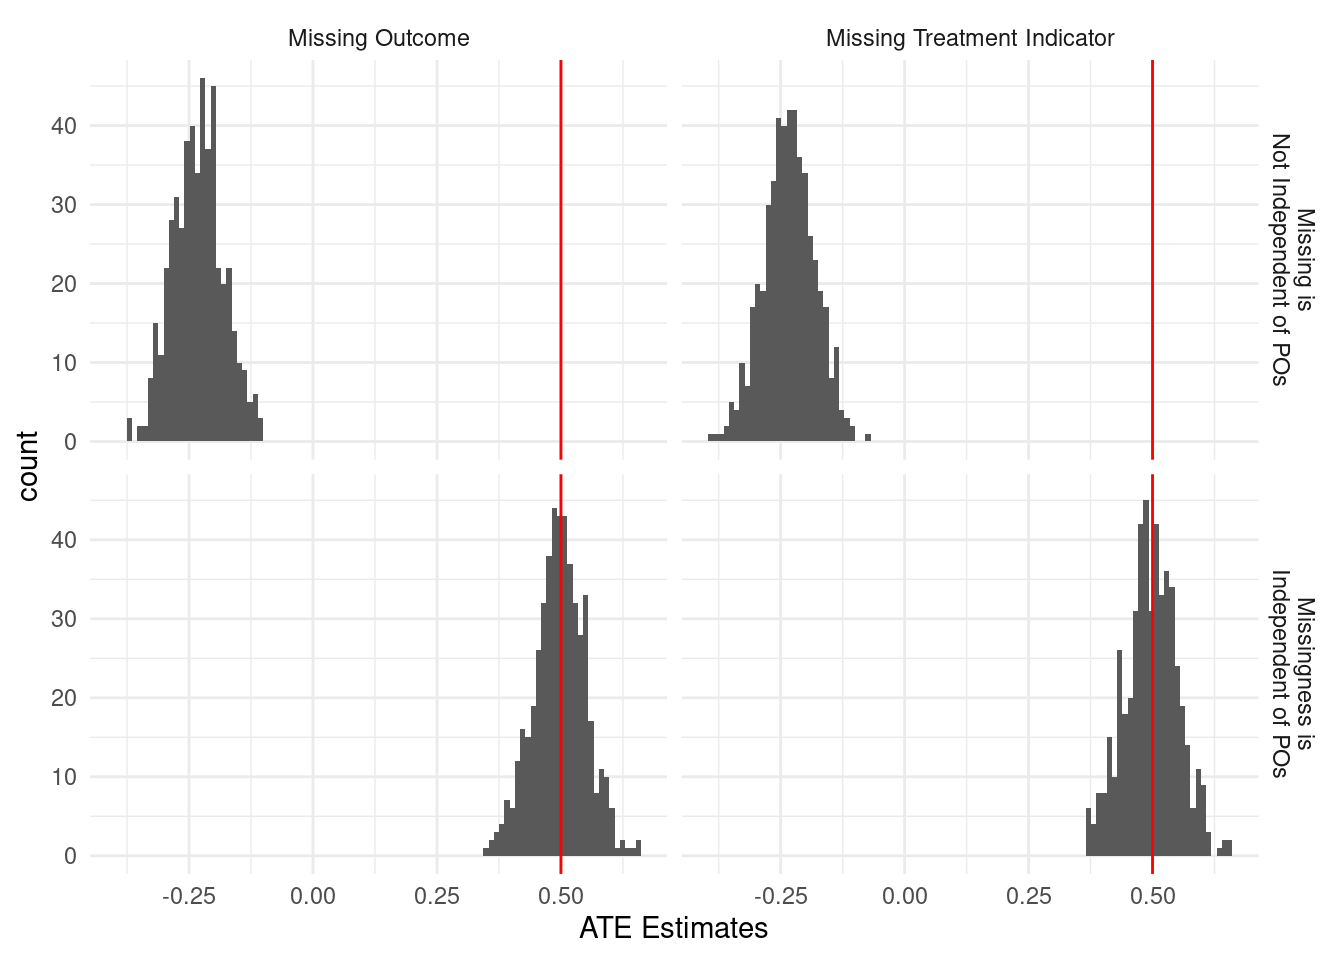 Missing Outcome
Missing Treatment Indicator
40
30
20
10
0
Missing is
Not Independent of POs
count
40
30
20
10
0
Missingness is
Independent of POs
-0.25
0.00
0.25
0.50
-0.25
0.00
0.25
0.50
ATE Estimates